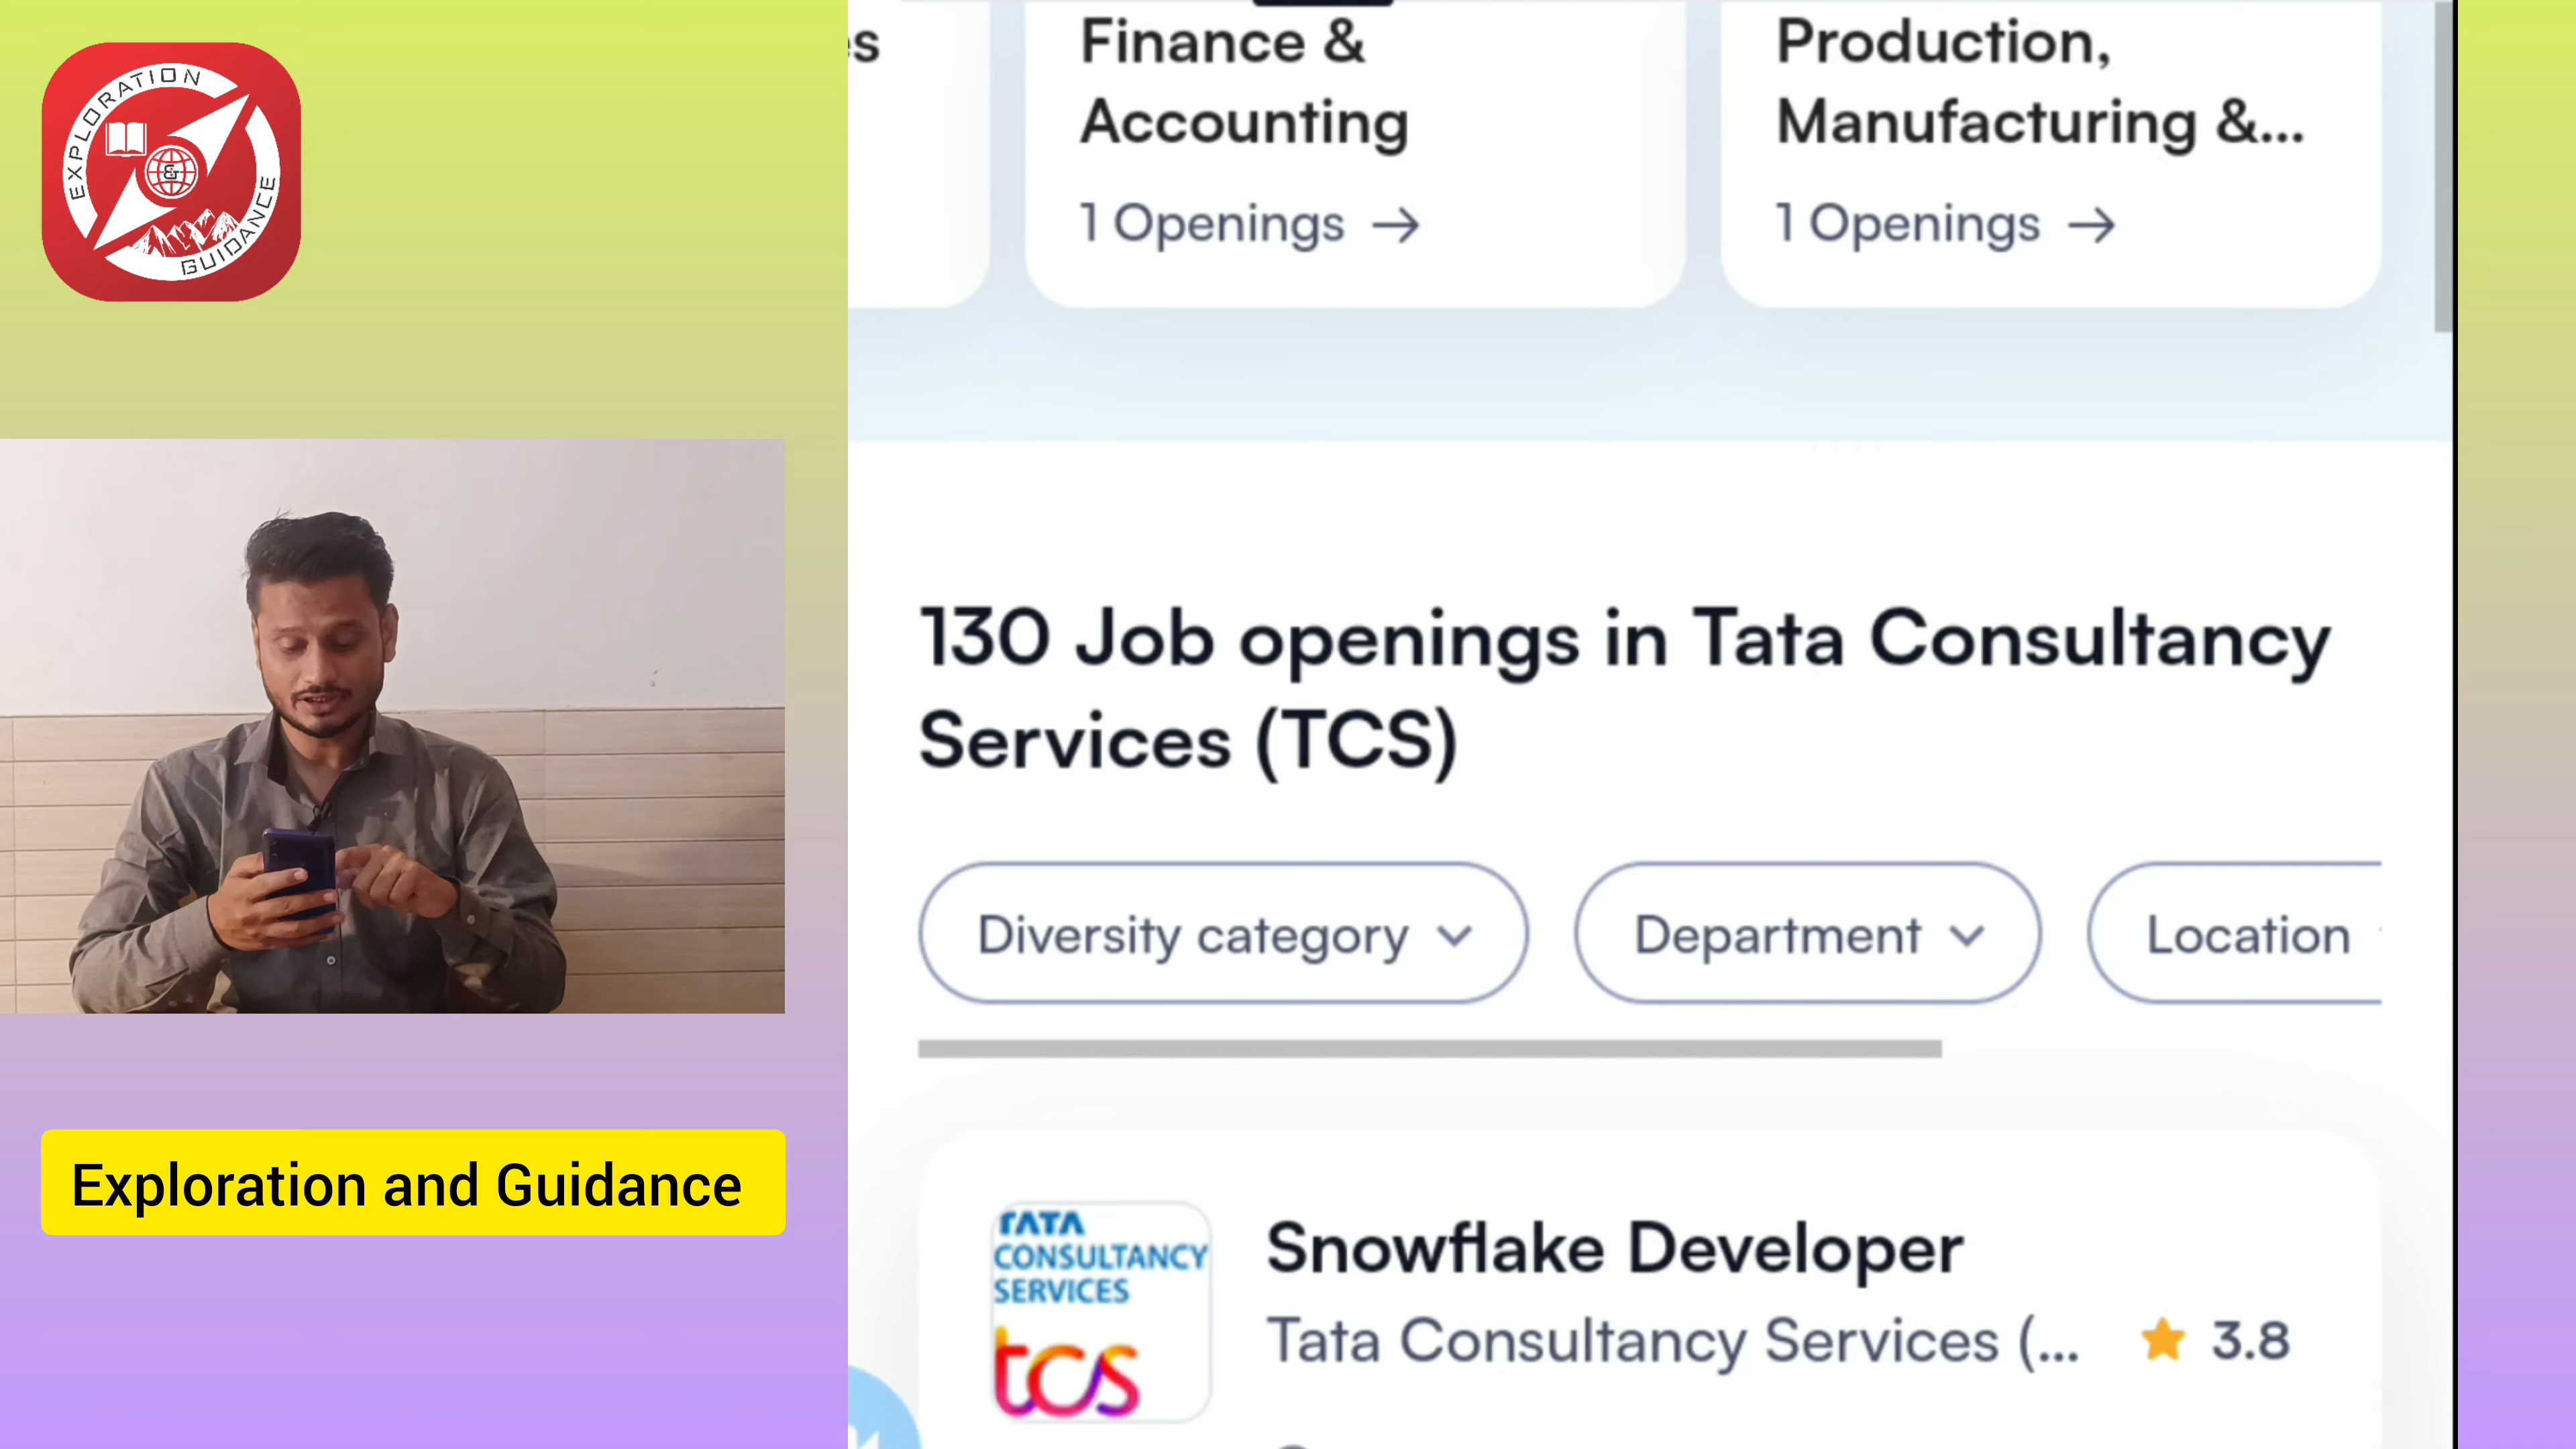 EXPLORATION
&
GUIDANCE
Exploration and Guidance
Finance &
Accounting
1 Openings
Production,
Manufacturing &...
1 Openings
130 Job openings in Tata Consultancy
Services (TCS)
Diversity category
Department
Location
TATA
CONSULTANCY
SERVICES
tcs
Snowflake Developer
Tata Consultancy Services (...
3.8